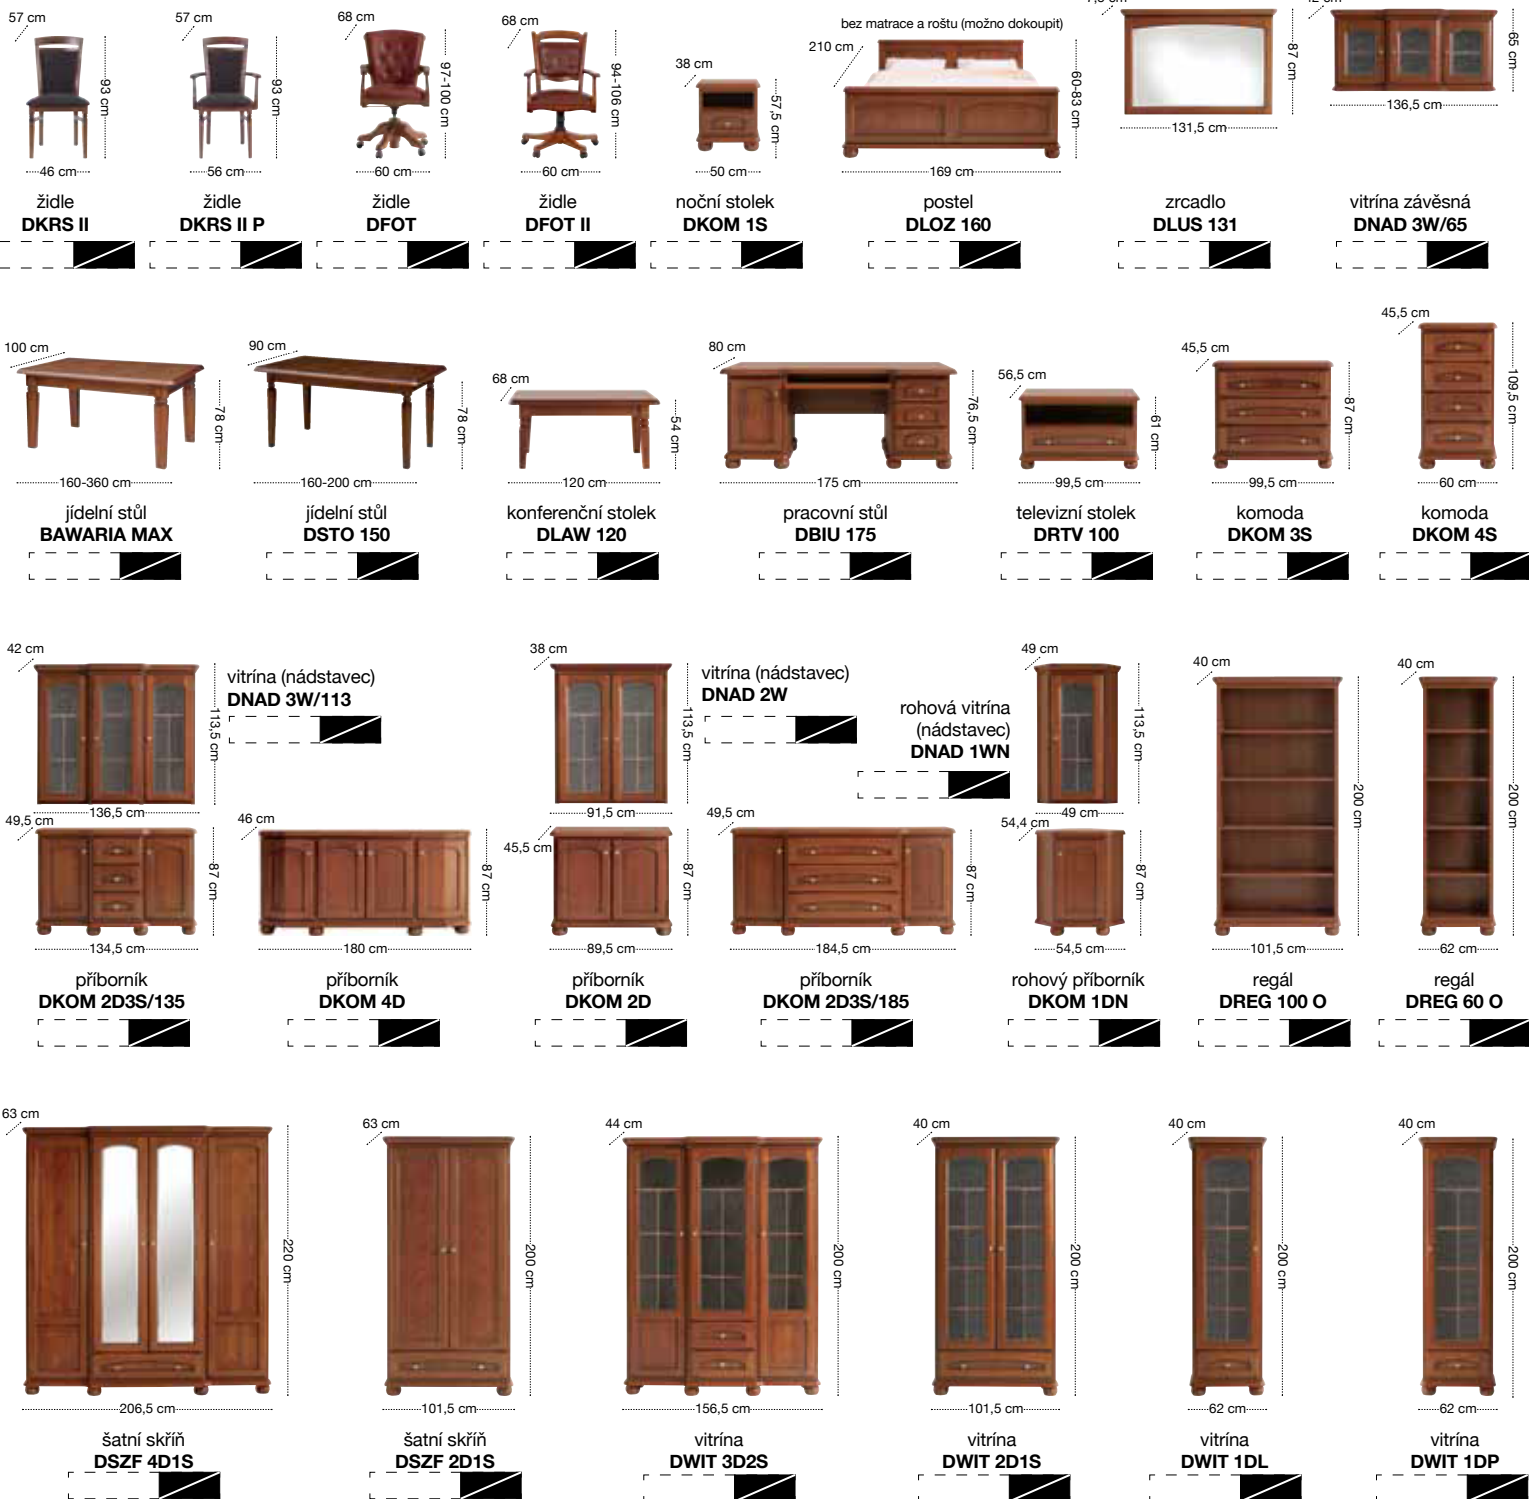 57 cm
93 cm
46 cm
židle
DKRS II
57 cm
93 cm
56 cm
židle
DKRS II P
68 cm
97-100 cm
60 cm
židle
DFOT
68 cm
94-106 cm
60 cm
židle
DFOT II
38 cm
57,5 cm
50 cm
noční stolek
DKOM 1S
bez matrace a roštu (možno dokoupit)
210 cm
60-83 cm
169 cm
postel
DLOZ 160
87 cm
131,5 cm
zrcadlo
DLUS 131
65 cm
136,5 cm
vitrína závěsná
DNAD 3W/65
100 cm
78 cm
160-360 cm
jídelní stůl
BAWARIA MAX
90 cm
78 cm
160-200 cm
jídelní stůl
DSTO 150
68 cm
54 cm
120 cm
konferenční stolek
DLAW 120
80 cm
76,5 cm
175 cm
pracovní stůl
DBIU 175
56,5 cm
61 cm
99,5 cm
televizní stolek
DRTV 100
45,5 cm
87 cm
99,5 cm
komoda
DKOM 3S
45,5 cm
109,5 cm
60 cm
komoda
DKOM 4S
42 cm
113,5 cm
136,5 cm
vitrína (nádstavec)
DNAD 3W/113
38 cm
113,5 cm
91,5 cm
vitrína (nádstavec)
DNAD 2W
rohová vitrína
(nádstavec)
DNAD 1WN
49 cm
113,5 cm
49 cm
49,5 cm
87 cm
134,5 cm
příborník
DKOM 2D3S/135
46 cm
87 cm
180 cm
příborník
DKOM 4D
45,5 cm
87 cm
89,5 cm
příborník
DKOM 2D
49,5 cm
87 cm
184,5 cm
příborník
DKOM 2D3S/185
54,4 cm
87 cm
54,5 cm
rohový příborník
DKOM 1DN
40 cm
200 cm
101,5 cm
regál
DREG 100 O
40 cm
200 cm
62 cm
regál
DREG 60 O
63 cm
220 cm
206,5 cm
šatní skříň
DSZF 4D1S
63 cm
200 cm
101,5 cm
šatní skříň
DSZF 2D1S
44 cm
200 cm
156,5 cm
vitrína
DWIT 3D2S
40 cm
200 cm
101,5 cm
vitrína
DWIT 2D1S
40 cm
200 cm
62 cm
vitrína
DWIT 1DL
40 cm
200 cm
62 cm
vitrína
DWIT 1DP